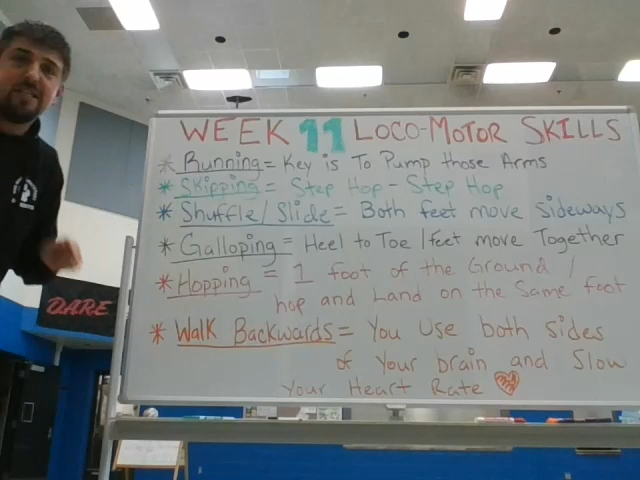 WEEK 11 LOCO-MOTOR SKILLS
* Running = Key is To Pump those Arms
* Skipping = Step Hop - Step Hop
* Shuffle / Slide = Both feet move sideways
* Galloping = Heel to Toe / feet move Together
* Hopping = 1 foot of the Ground /
hop and Land on the Same foot
* Walk Backwards = You Use both sides
of Your brain and Slow
Your Heart Rate
DARE